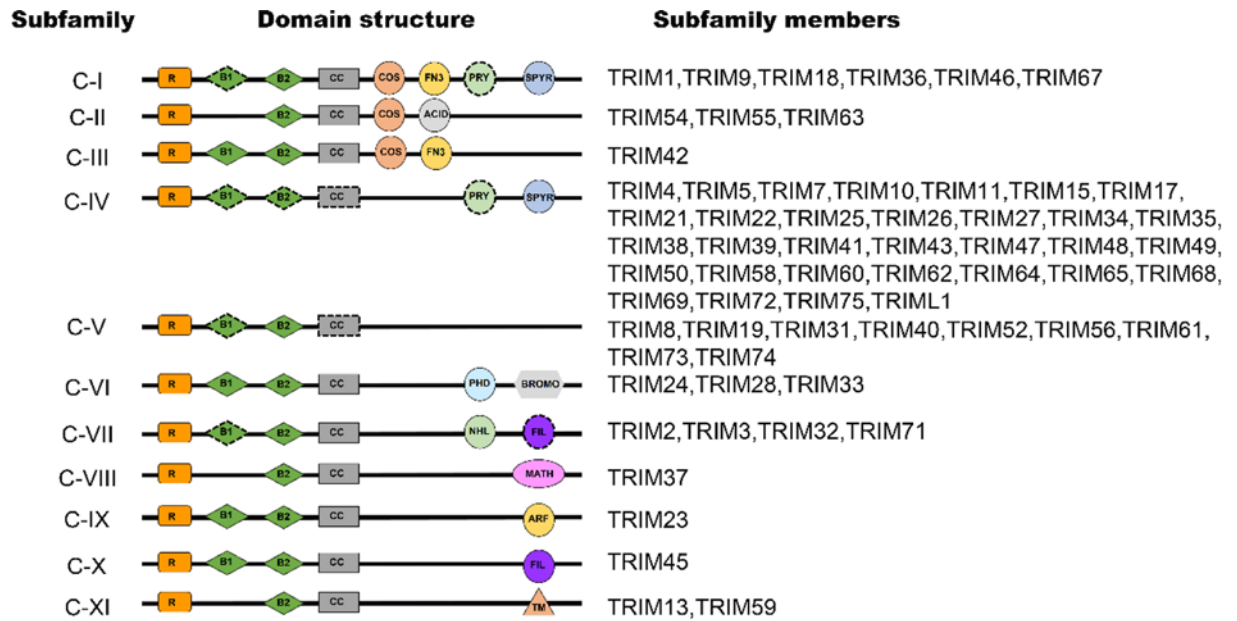 Subfamily Domain structure Subfamily members
C-I R B1 B2 CC COS FN3 PRY SPYR TRIM1,TRIM9,TRIM18,TRIM36,TRIM46,TRIM67
C-II R B2 CC COS ACID TRIM54,TRIM55,TRIM63
C-III R B1 B2 CC COS FN3 TRIM42
C-IV R B1 B2 CC PRY SPYR TRIM4,TRIM5,TRIM7,TRIM10,TRIM11,TRIM15,TRIM17,
TRIM21,TRIM22,TRIM25,TRIM26,TRIM27,TRIM34,TRIM35,
TRIM38,TRIM39,TRIM41,TRIM43,TRIM47,TRIM48,TRIM49,
TRIM50,TRIM58,TRIM60,TRIM62,TRIM64,TRIM65,TRIM68,
TRIM69,TRIM72,TRIM75,TRIML1
C-V R B1 B2 CC TRIM8,TRIM19,TRIM31,TRIM40,TRIM52,TRIM56,TRIM61,
TRIM73,TRIM74
C-VI R B1 B2 CC PHD BROMO TRIM24,TRIM28,TRIM33
C-VII R B1 B2 CC NHL FIL TRIM2,TRIM3,TRIM32,TRIM71
C-VIII R B2 CC MATH TRIM37
C-IX R B1 B2 CC ARF TRIM23
C-X R B1 B2 CC FIL TRIM45
C-XI R B2 CC TM TRIM13,TRIM59